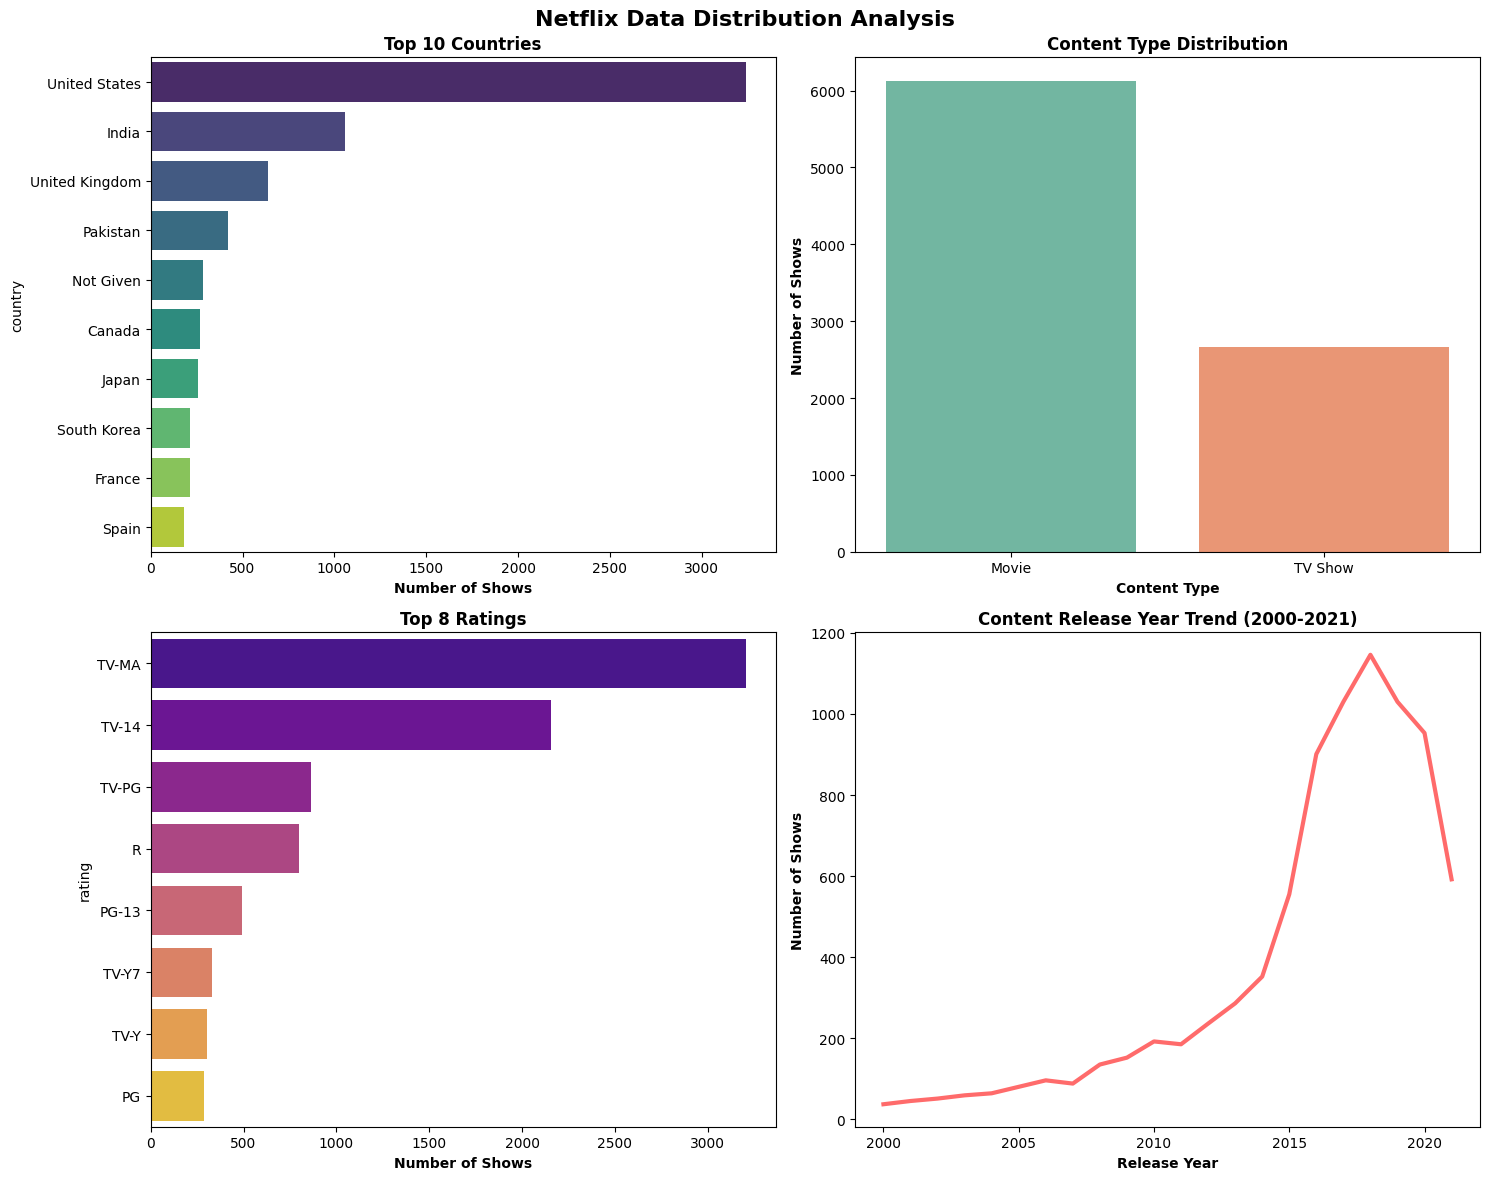 Netflix Data Distribution Analysis
Top 10 Countries
country
United States
India
United Kingdom
Pakistan
Not Given
Canada
Japan
South Korea
France
Spain
0 500 1000 1500 2000 2500 3000
Number of Shows
Content Type Distribution
Number of Shows
6000
5000
4000
3000
2000
1000
0
Movie TV Show
Content Type
Top 8 Ratings
rating
TV-MA
TV-14
TV-PG
R
PG-13
TV-Y7
TV-Y
PG
0 500 1000 1500 2000 2500 3000
Number of Shows
Content Release Year Trend (2000-2021)
Number of Shows
1200
1000
800
600
400
200
0
2000 2005 2010 2015 2020
Release Year